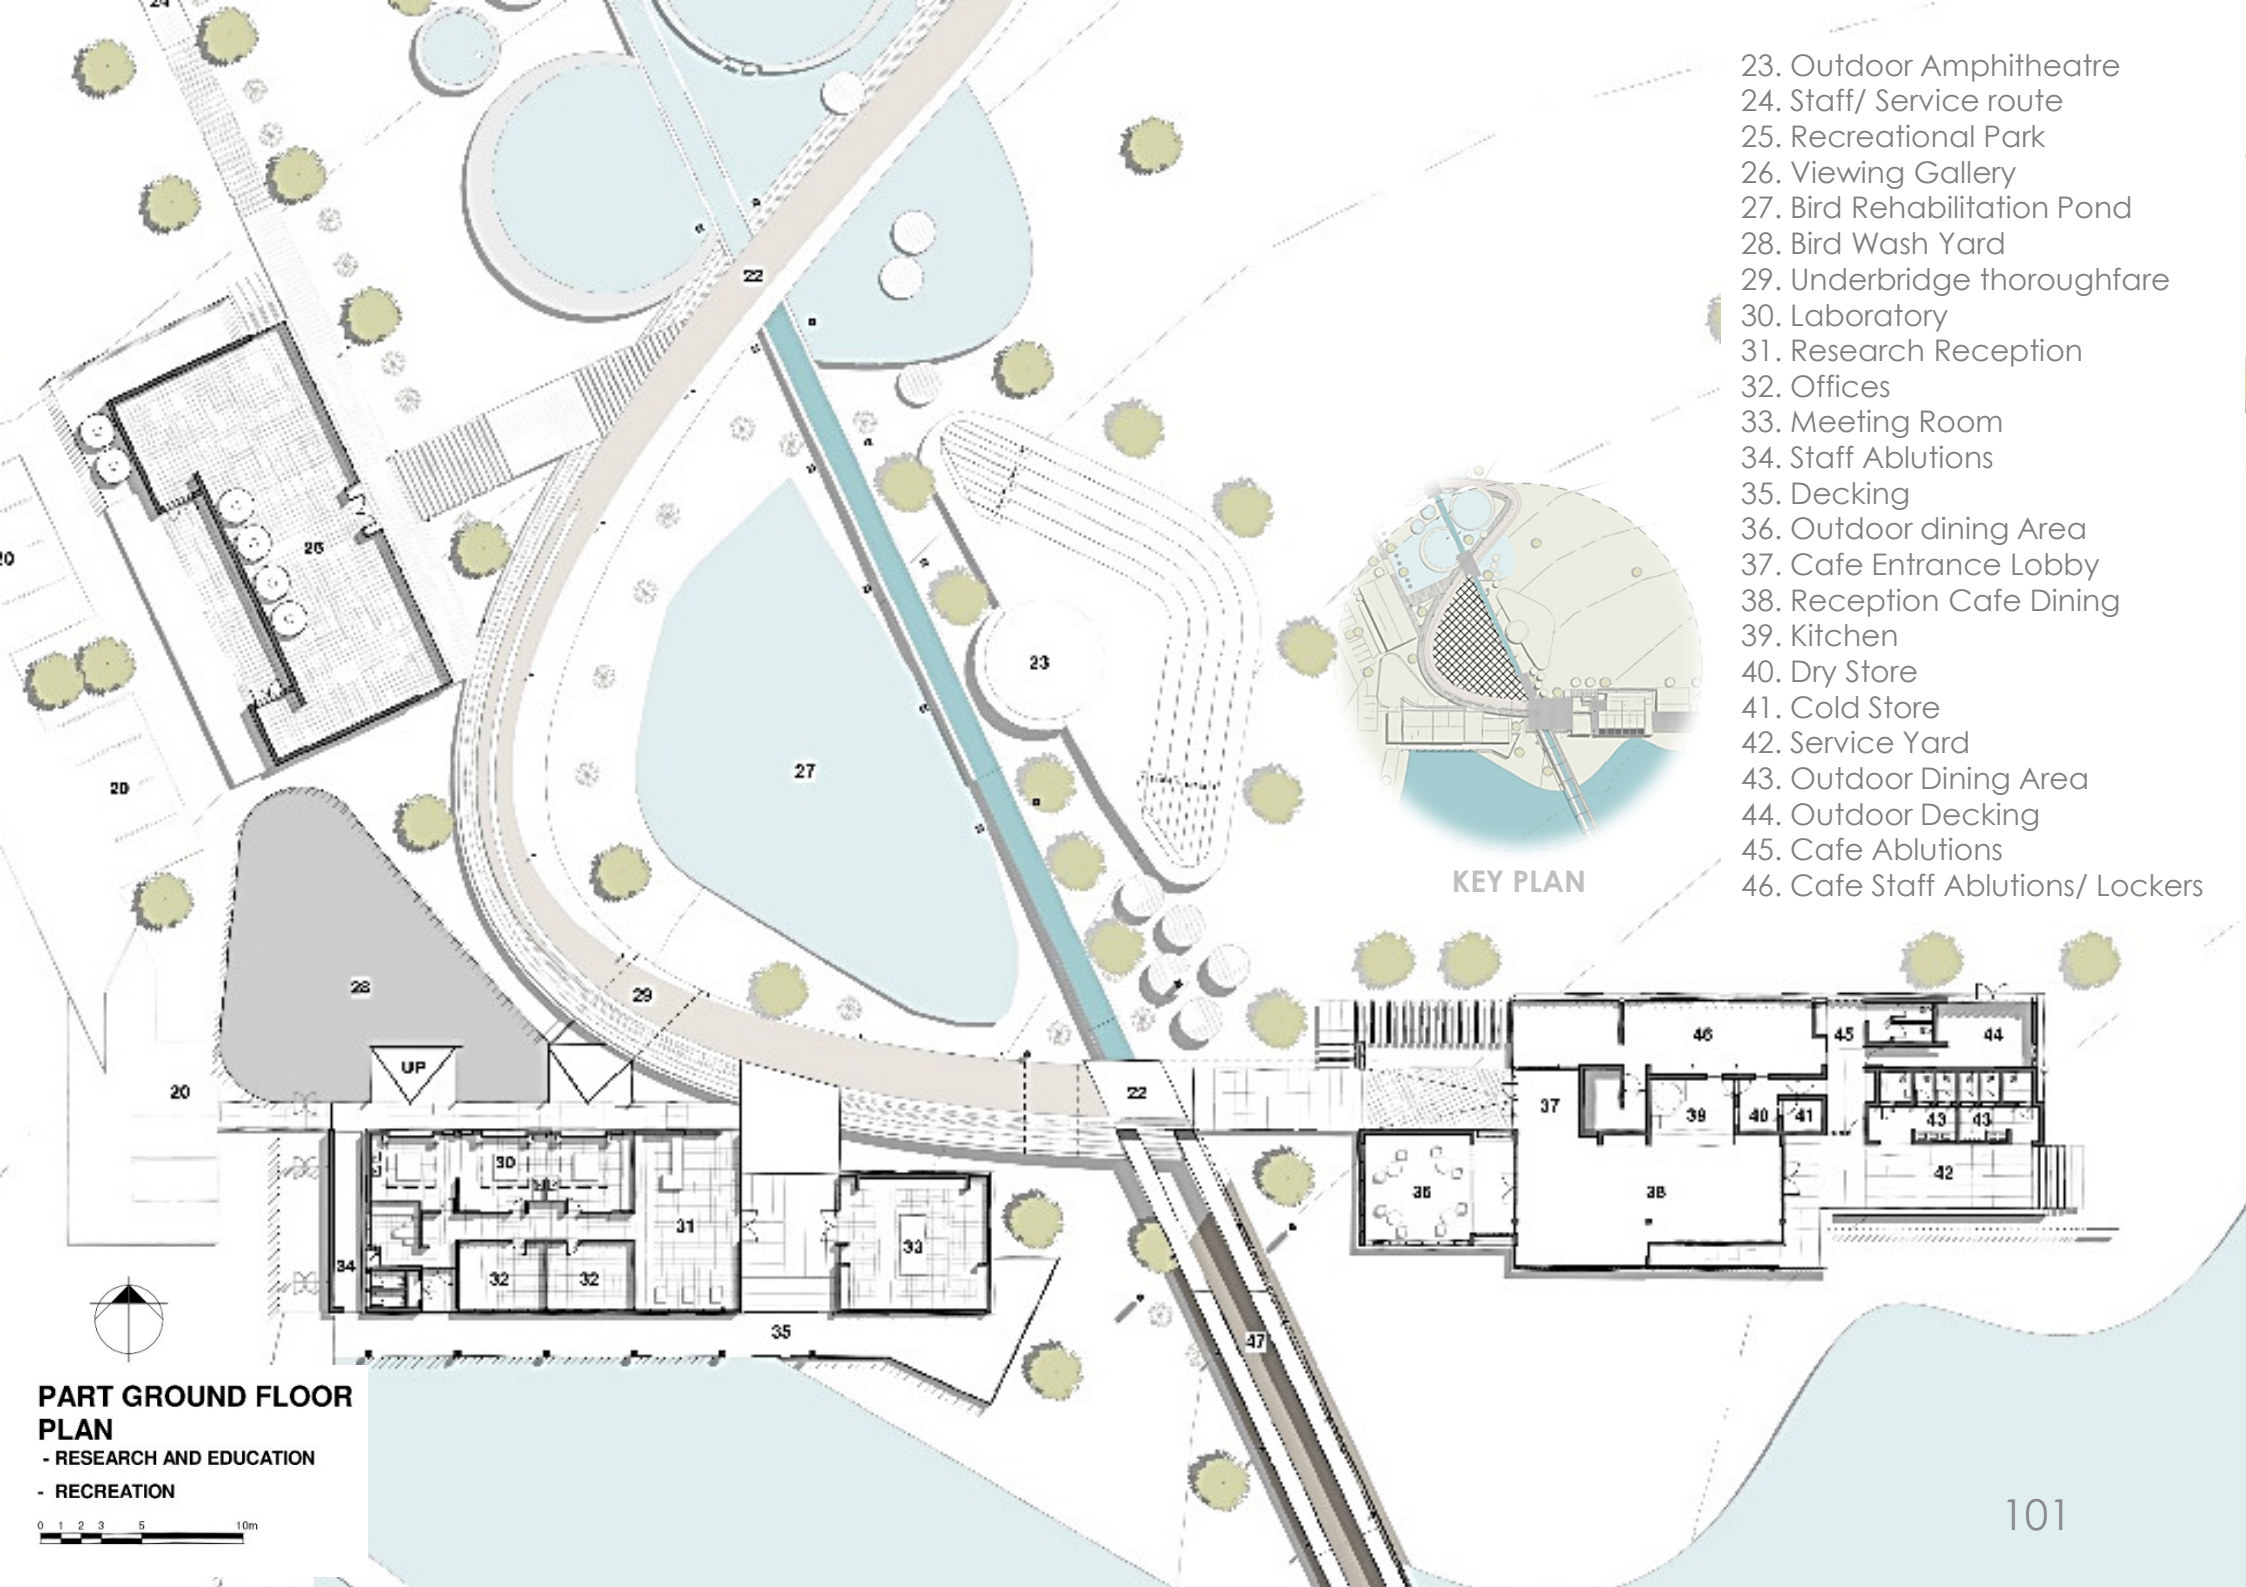 24
23. Outdoor Amphitheatre
24. Staff/ Service route
25. Recreational Park
26. Viewing Gallery
27. Bird Rehabilitation Pond
28. Bird Wash Yard
29. Underbridge thoroughfare
30. Laboratory
31. Research Reception
32. Offices
33. Meeting Room
34. Staff Ablutions
35. Decking
36. Outdoor dining Area
37. Cafe Entrance Lobby
38. Reception Cafe Dining
39. Kitchen
40. Dry Store
41. Cold Store
42. Service Yard
43. Outdoor Dining Area
44. Outdoor Decking
45. Cafe Ablutions
46. Cafe Staff Ablutions/ Lockers
KEY PLAN
22
20
23
27
20
28
29
UP
20
22
46
45
44
37
39
40
41
43
43
42
36
38
30
31
33
32
32
34
35
47
PART GROUND FLOOR
PLAN
- RESEARCH AND EDUCATION
- RECREATION
0 1 2 3 5 10m
101